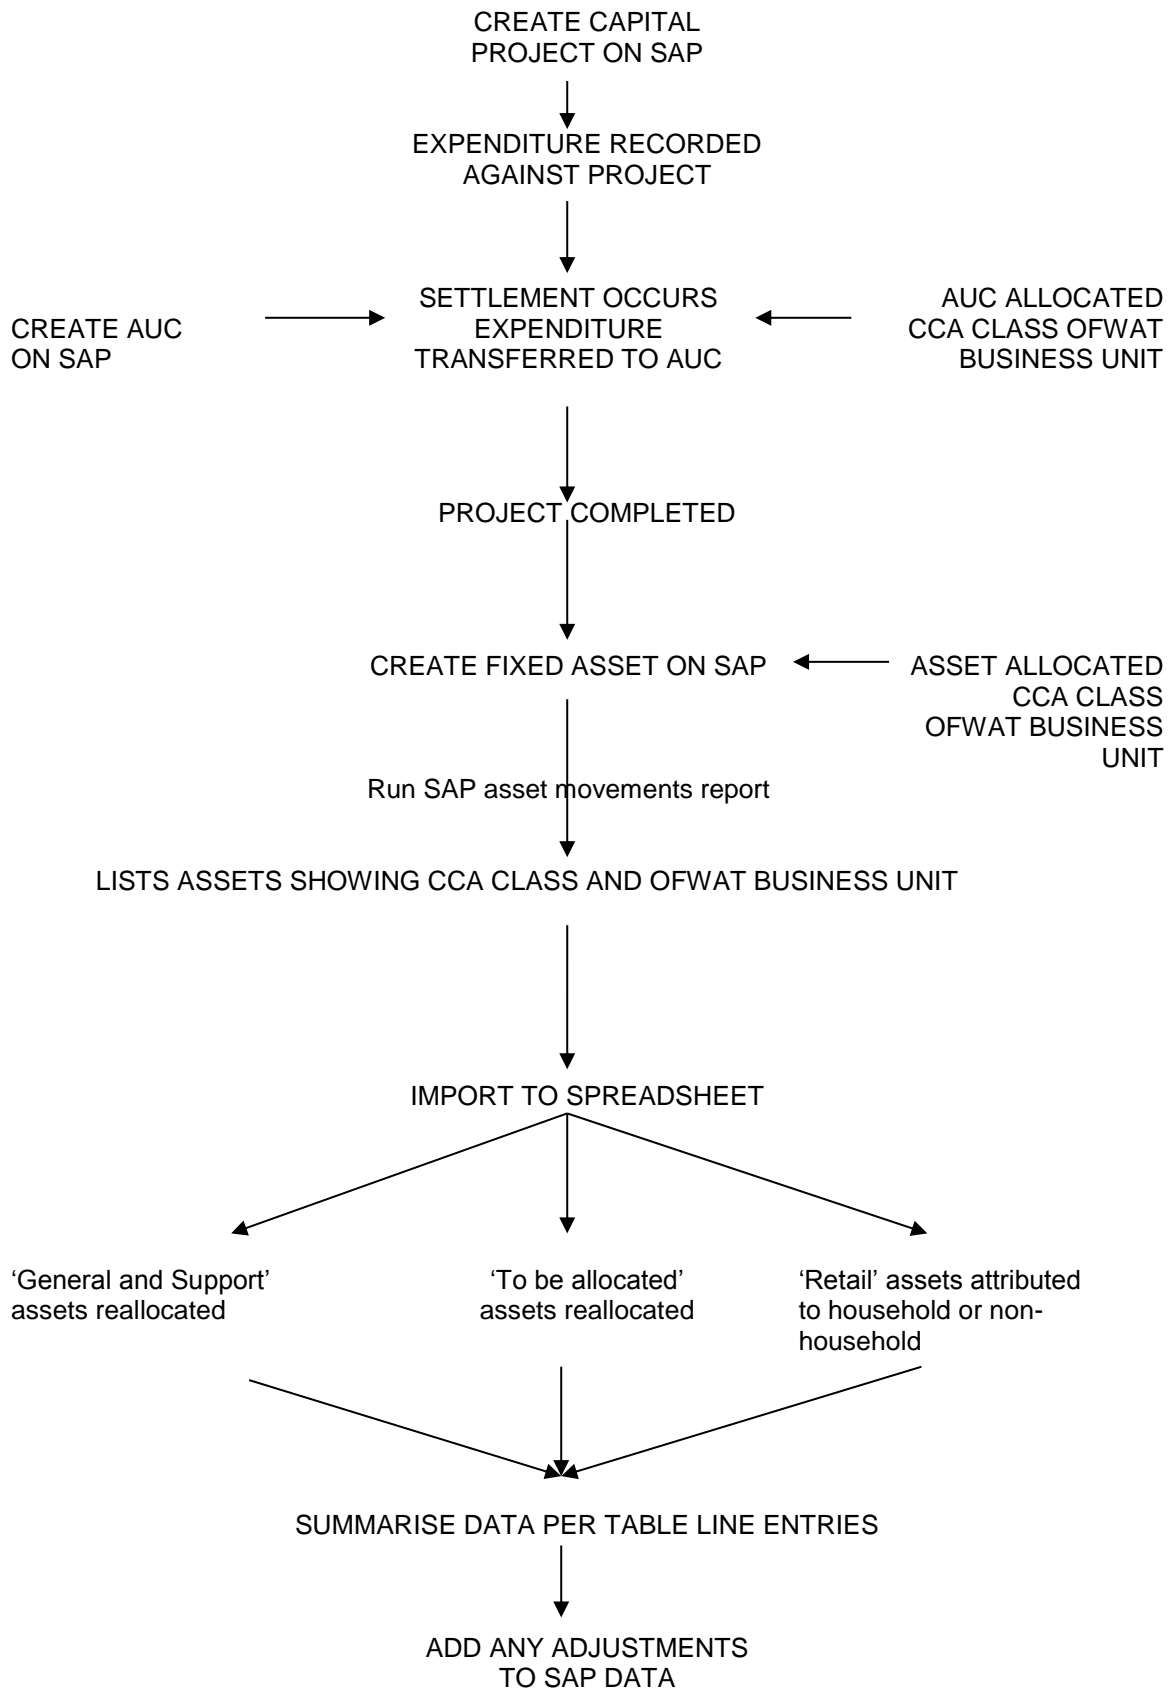 CREATE CAPITAL
PROJECT ON SAP
EXPENDITURE RECORDED
AGAINST PROJECT
CREATE AUC
ON SAP
SETTLEMENT OCCURS
EXPENDITURE
TRANSFERRED TO AUC
AUC ALLOCATED
CCA CLASS OFWAT
BUSINESS UNIT
PROJECT COMPLETED
CREATE FIXED ASSET ON SAP
ASSET ALLOCATED
CCA CLASS
OFWAT BUSINESS
UNIT
Run SAP asset movements report
LISTS ASSETS SHOWING CCA CLASS AND OFWAT BUSINESS UNIT
IMPORT TO SPREADSHEET
‘General and Support’
assets reallocated
‘To be allocated’
assets reallocated
‘Retail’ assets attributed
to household or non-
household
SUMMARISE DATA PER TABLE LINE ENTRIES
ADD ANY ADJUSTMENTS
TO SAP DATA